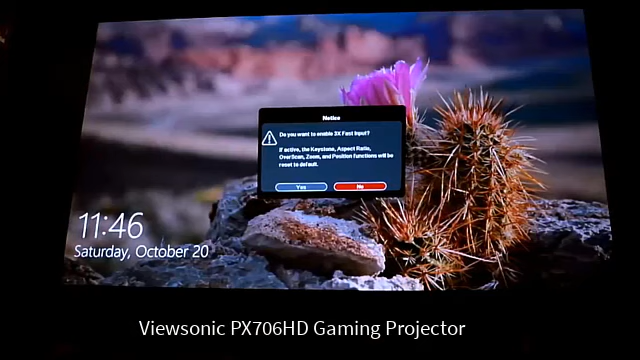 Notice
Do you want to enable 3X Fast Input?
If active, the Keystone, Aspect Ratio,
OverScan, Zoom, and Position functions will be
reset to default.
Yes
No
11:46
Saturday, October 20
Viewsonic PX706HD Gaming Projector